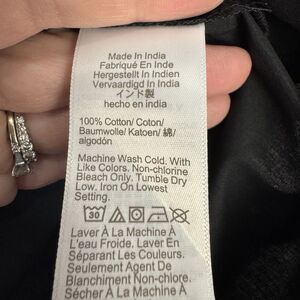 Made In India
Fabriqué En Inde
Hergestellt In Indien
Vervaardigd In India
インド製
hecho en india
100% Cotton/ Coton/
Baumwolle/ Katoen/ 綿/
algodón
Machine Wash Cold. With
Like Colors. Non-chlorine
Bleach Only. Tumble Dry
Low, Iron On Lowest
Setting.
30
Laver À La Machine À
L'eau Froide. Laver En
Séparant Les Couleurs.
Seulement Agent De
Blanchiment Non Chloré.
Sécher À La Machine À